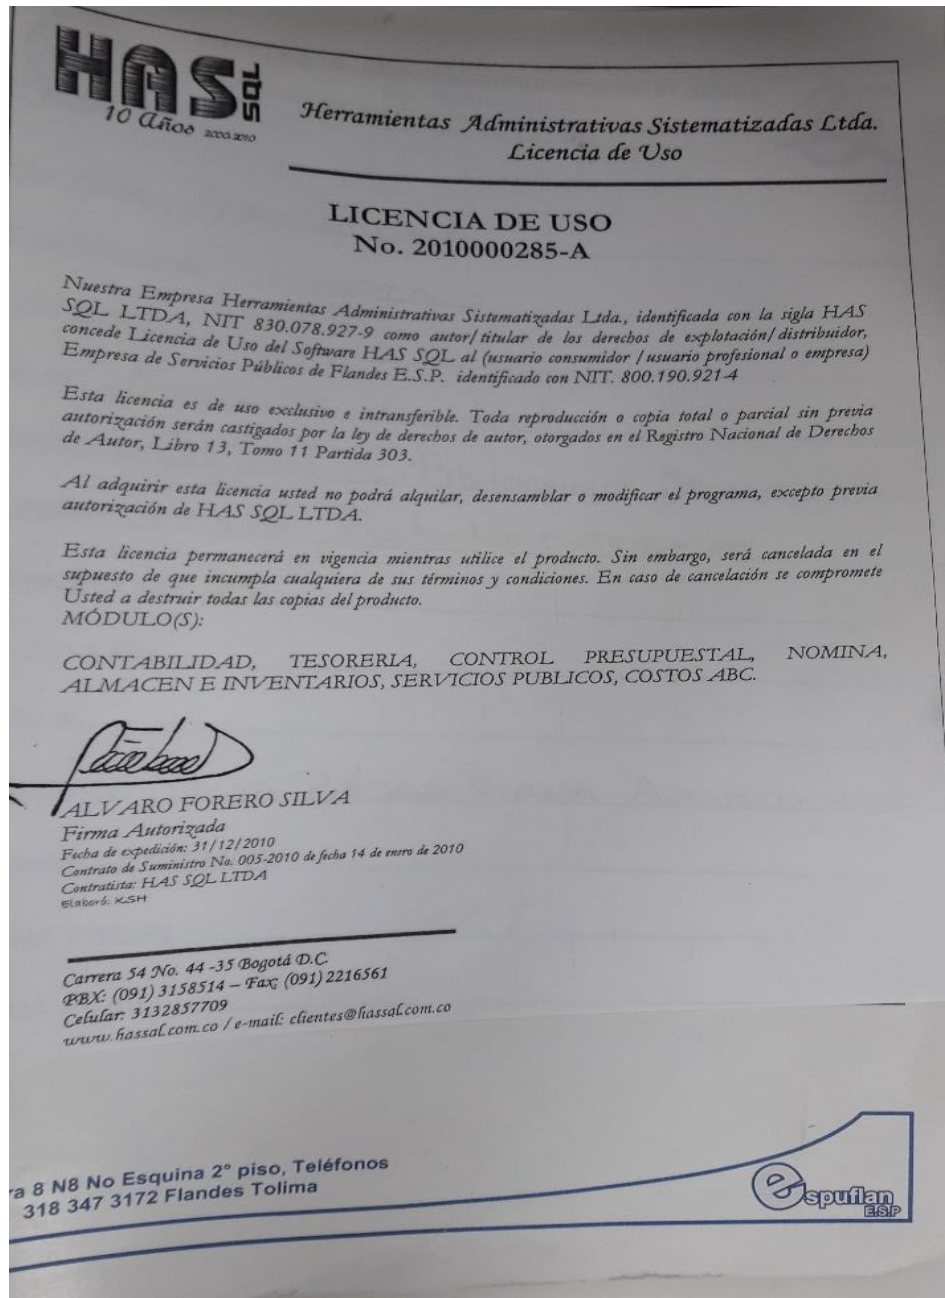 HAS SQL
10 Años 2000-2010
Herramientas Administrativas Sistematizadas Ltda.
Licencia de Uso
LICENCIA DE USO
No. 2010000285-A
Nuestra Empresa Herramientas Administrativas Sistematizadas Ltda., identificada con la sigla HAS
SQL LTDA, NIT 830.078.927-9 como autor/titular de los derechos de explotación/distribuidor,
concede Licencia de Uso del Software HAS SQL al (usuario consumidor /usuario profesional o empresa)
Empresa de Servicios Públicos de Flandes E.S.P. identificado con NIT. 800.190.921-4
Esta licencia es de uso exclusivo e intransferible. Toda reproducción o copia total o parcial sin previa
autorización serán castigados por la ley de derechos de autor, otorgados en el Registro Nacional de Derechos
de Autor, Libro 13, Tomo 11 Partida 303.
Al adquirir esta licencia usted no podrá alquilar, desensamblar o modificar el programa, excepto previa
autorización de HAS SQL LTDA.
Esta licencia permanecerá en vigencia mientras utilice el producto. Sin embargo, será cancelada en el
supuesto de que incumpla cualquiera de sus términos y condiciones. En caso de cancelación se compromete
Usted a destruir todas las copias del producto.
MÓDULO(S):
CONTABILIDAD, TESORERIA, CONTROL PRESUPUESTAL, NOMINA,
ALMACEN E INVENTARIOS, SERVICIOS PUBLICOS, COSTOS ABC.
ALVARO FORERO SILVA
Firma Autorizada
Fecha de expedición: 31/12/2010
Contrato de Suministro No. 005-2010 de fecha 14 de enero de 2010
Contratista: HAS SQL LTDA
Elaboró: KSH
Carrera 54 No. 44 -35 Bogotá D.C.
PBX: (091) 3158514 – Fax: (091) 2216561
Celular: 3132857709
www.hassql.com.co / e-mail: clientes@hassql.com.co
a 8 N8 No Esquina 2° piso, Teléfonos
318 347 3172 Flandes Tolima
espuflan
E.S.P